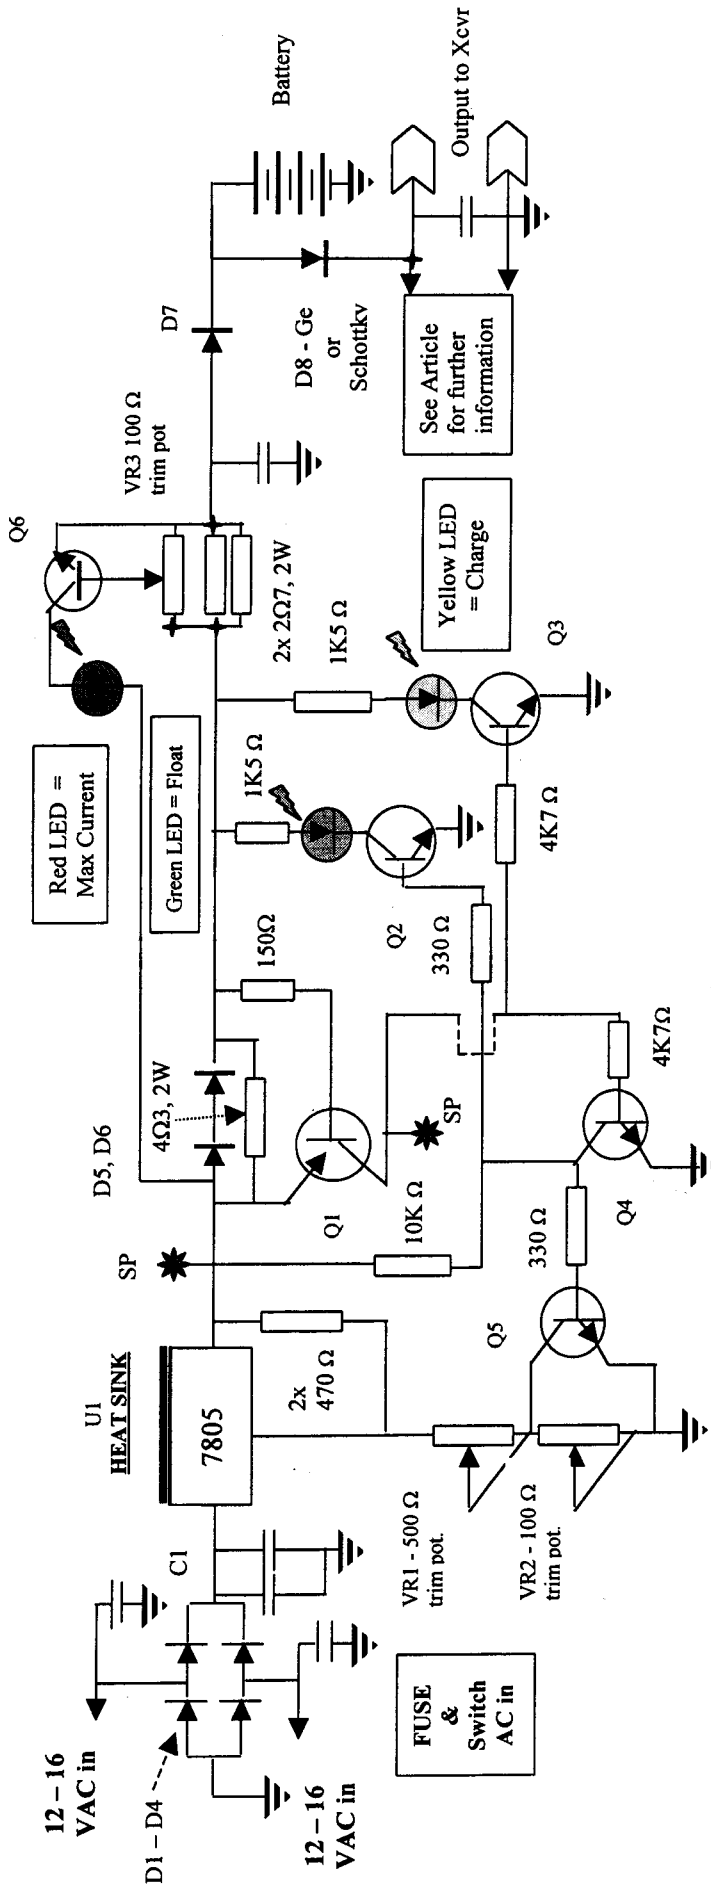 12 – 16
VAC in
D1 – D4
12 – 16
VAC in
FUSE
&
Switch
AC in
C1
U1
HEAT SINK
7805
2x
470 Ω
VR1 - 500 Ω
trim pot.
VR2 - 100 Ω
trim pot.
SP
D5, D6
4Ω3, 2W
Q1
10K Ω
SP
150Ω
Q5
330 Ω
Q4
4K7Ω
Q2
330 Ω
4K7 Ω
Q3
Red LED =
Max Current
Green LED = Float
1K5 Ω
1K5 Ω
Yellow LED
= Charge
Q6
VR3 100 Ω
trim pot
2x 2Ω7, 2W
D7
D8 - Ge
or
Schottkv
See Article
for further
information
Battery
Output to Xcvr